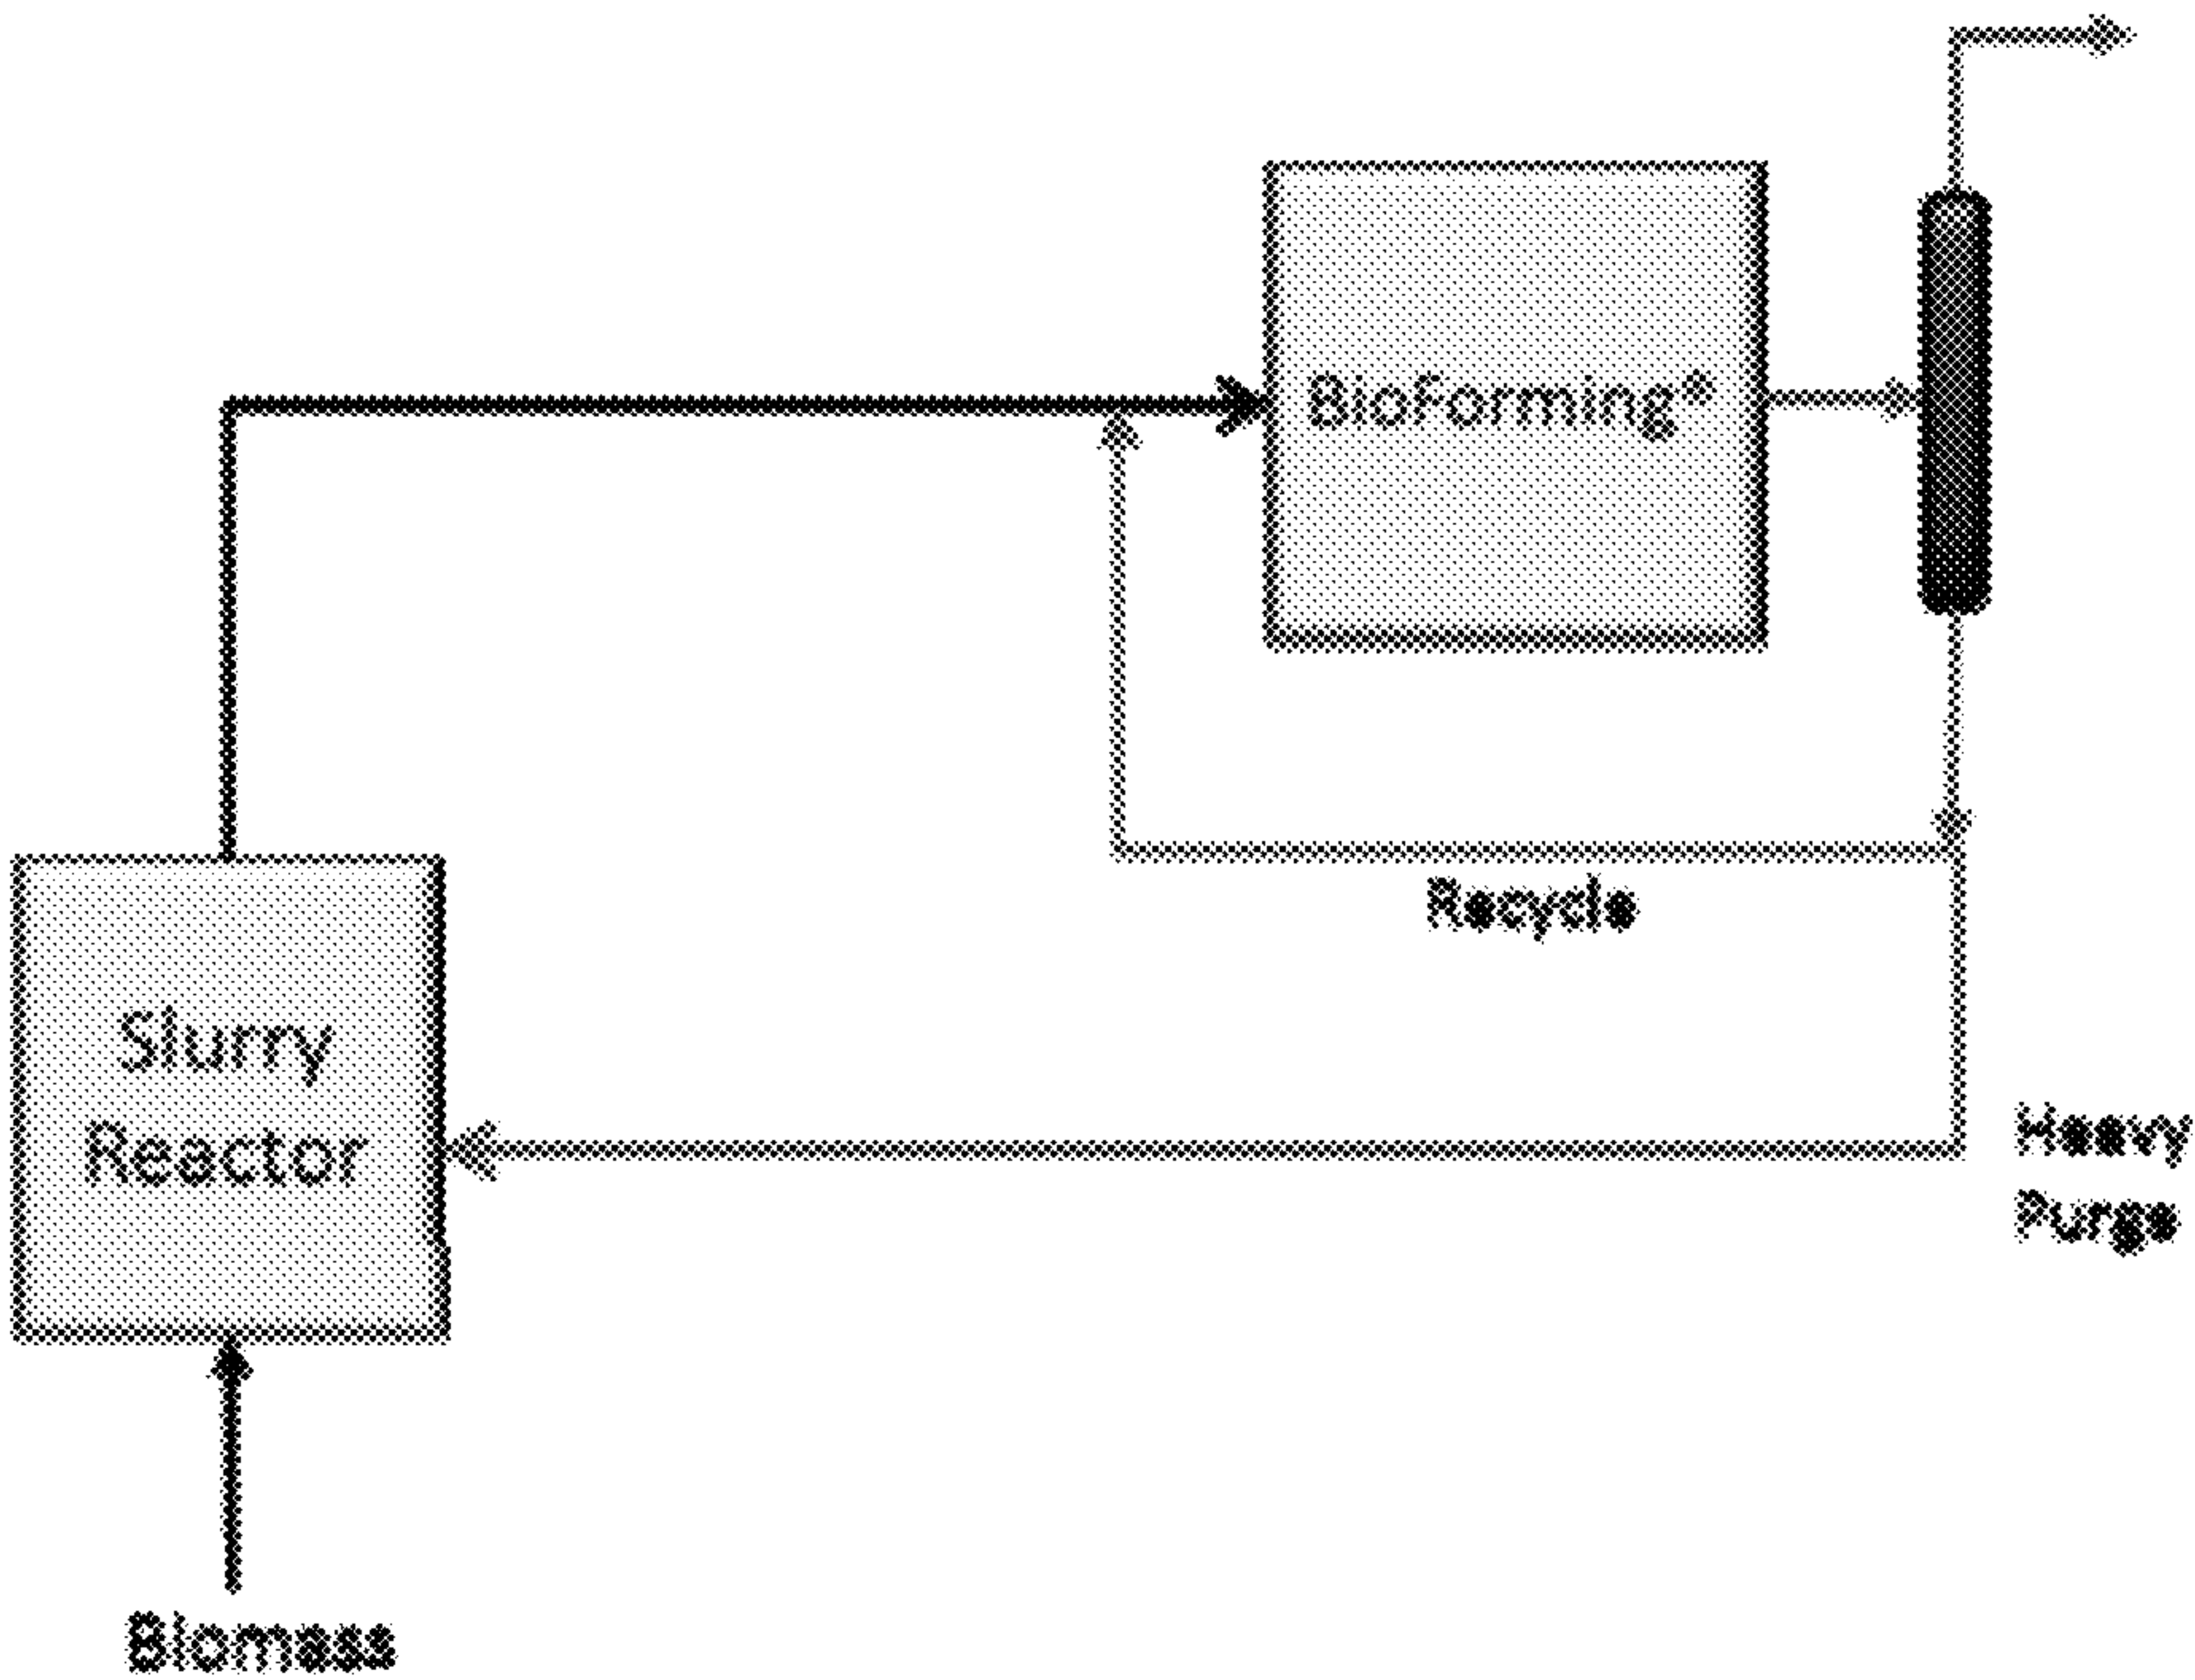 BioForming®
Recycle
Slurry
Reactor
Heavy
Purge
Biomass